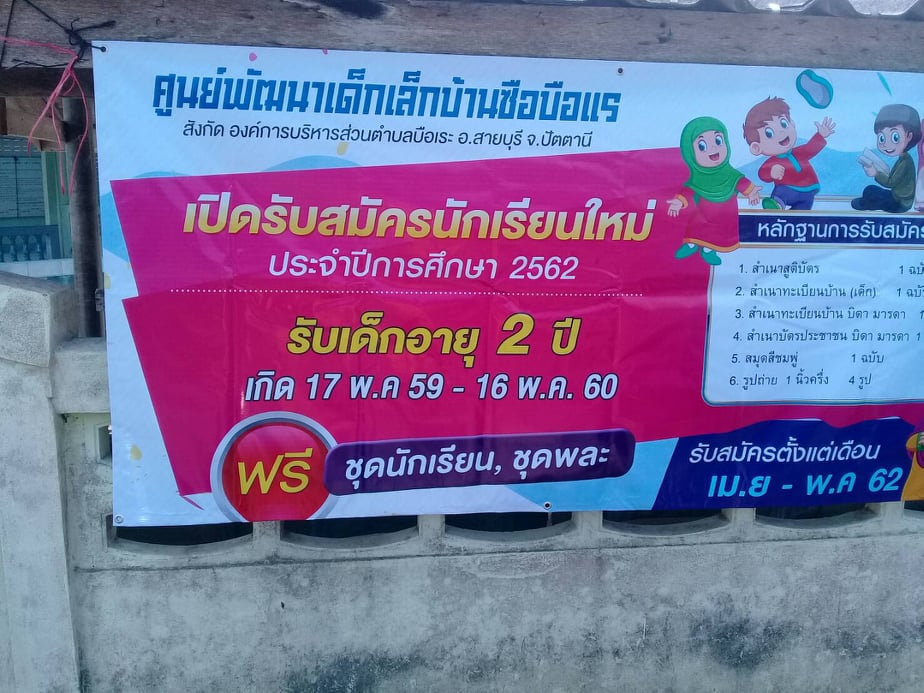 ศูนย์พัฒนาเด็กเล็กบ้านซือบือแร
สังกัด องค์การบริหารส่วนตำบลบือเระ อ.สายบุรี จ.ปัตตานี
เปิดรับสมัครนักเรียนใหม่
ประจำปีการศึกษา 2562
รับเด็กอายุ 2 ปี
เกิด 17 พ.ค 59 - 16 พ.ค. 60
ฟรี ชุดนักเรียน, ชุดพละ
หลักฐานการรับสมัคร
1. สำเนาสูติบัตร 1 ฉบั
2. สำเนาทะเบียนบ้าน (เด็ก) 1 ฉบั
3. สำเนาทะเบียนบ้าน บิดา มารดา 1
4. สำเนาบัตรประชาชน บิดา มารดา 1
5. สมุดสีชมพู 1 ฉบับ
6. รูปถ่าย 1 นิ้วครึ่ง 4 รูป
รับสมัครตั้งแต่เดือน
เม.ย - พ.ค 62